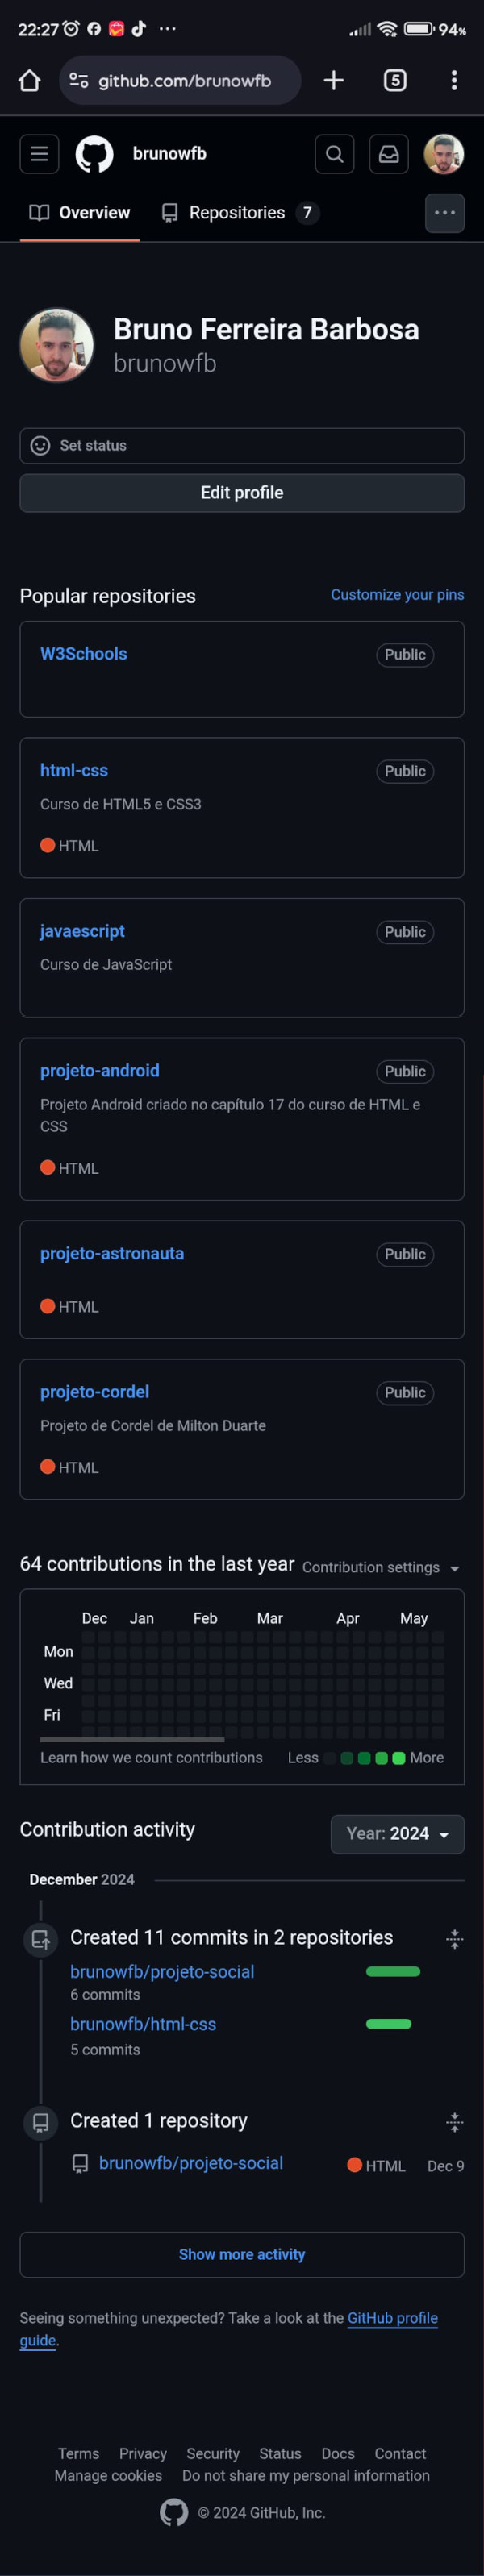 22:27 ... 94%
github.com/brunowfb 5
brunowfb
Overview Repositories 7 ...
Bruno Ferreira Barbosa
brunowfb
Set status
Edit profile
Popular repositories Customize your pins
W3Schools Public
html-css Public
Curso de HTML5 e CSS3
HTML
javaescript Public
Curso de JavaScript
projeto-android Public
Projeto Android criado no capítulo 17 do curso de HTML e
CSS
HTML
projeto-astronauta Public
HTML
projeto-cordel Public
Projeto de Cordel de Milton Duarte
HTML
64 contributions in the last year Contribution settings
Dec Jan Feb Mar Apr May
Mon
Wed
Fri
Learn how we count contributions Less More
Contribution activity Year: 2024
December 2024
Created 11 commits in 2 repositories
brunowfb/projeto-social
6 commits
brunowfb/html-css
5 commits
Created 1 repository
brunowfb/projeto-social HTML Dec 9
Show more activity
Seeing something unexpected? Take a look at the GitHub profile
guide.
Terms Privacy Security Status Docs Contact
Manage cookies Do not share my personal information
© 2024 GitHub, Inc.